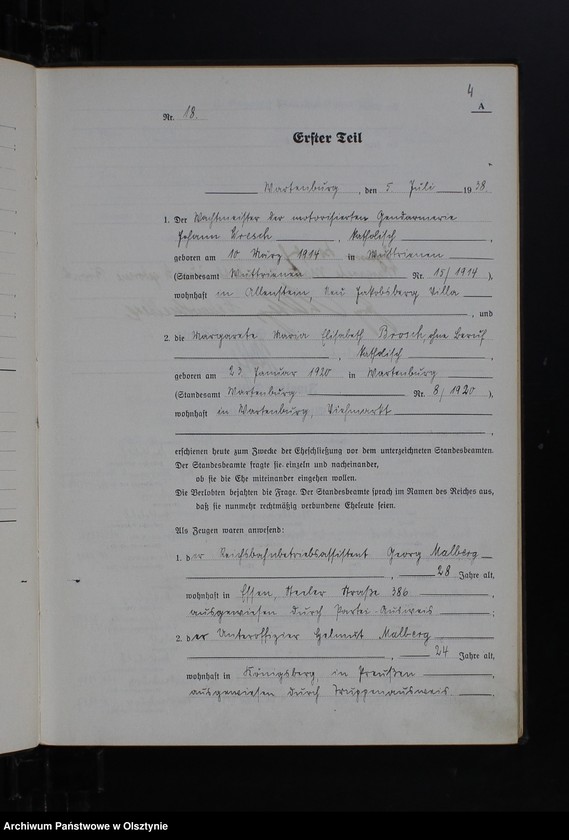 4
A
Nr. 18.
Erster Teil
Wartenburg, den 5 Juli 1938.
1. Der Wachtmeister der motorisierten Gendarmerie
Johann, katholisch,
geboren am 10 März 1914 in Wuttrienen
(Standesamt Wuttrienen Nr. 15/1914),
wohnhaft in Allenstein, Neu Jakobsberg Villa
, und
2. die Margarete Maria Elisabeth Brosch, ohne Beruf
, katholisch,
geboren am 23 Januar 1920 in Wartenburg
(Standesamt Wartenburg Nr. 8/1920),
wohnhaft in Wartenburg, Viehmarkt
,
erschienen heute zum Zwecke der Eheschließung vor dem unterzeichneten Standesbeamten.
Der Standesbeamte fragte sie einzeln und nacheinander,
ob sie die Ehe miteinander eingehen wollen.
Die Verlobten bejahten die Frage. Der Standesbeamte sprach im Namen des Reiches aus,
daß sie nunmehr rechtmäßig verbundene Eheleute seien.
Als Zeugen waren anwesend:
1. der Reichsbahnbetriebsassistent Georg Malberg
, 28 Jahre alt,
wohnhaft in Essen, Steeler Straße 386,
ausgewiesen durch Partei-Ausweis;
2. der Unteroffizier Helmut Malberg
, 24 Jahre alt,
wohnhaft in Königsberg in Preußen,
ausgewiesen durch Truppenausweis.
Archiwum Państwowe w Olsztynie